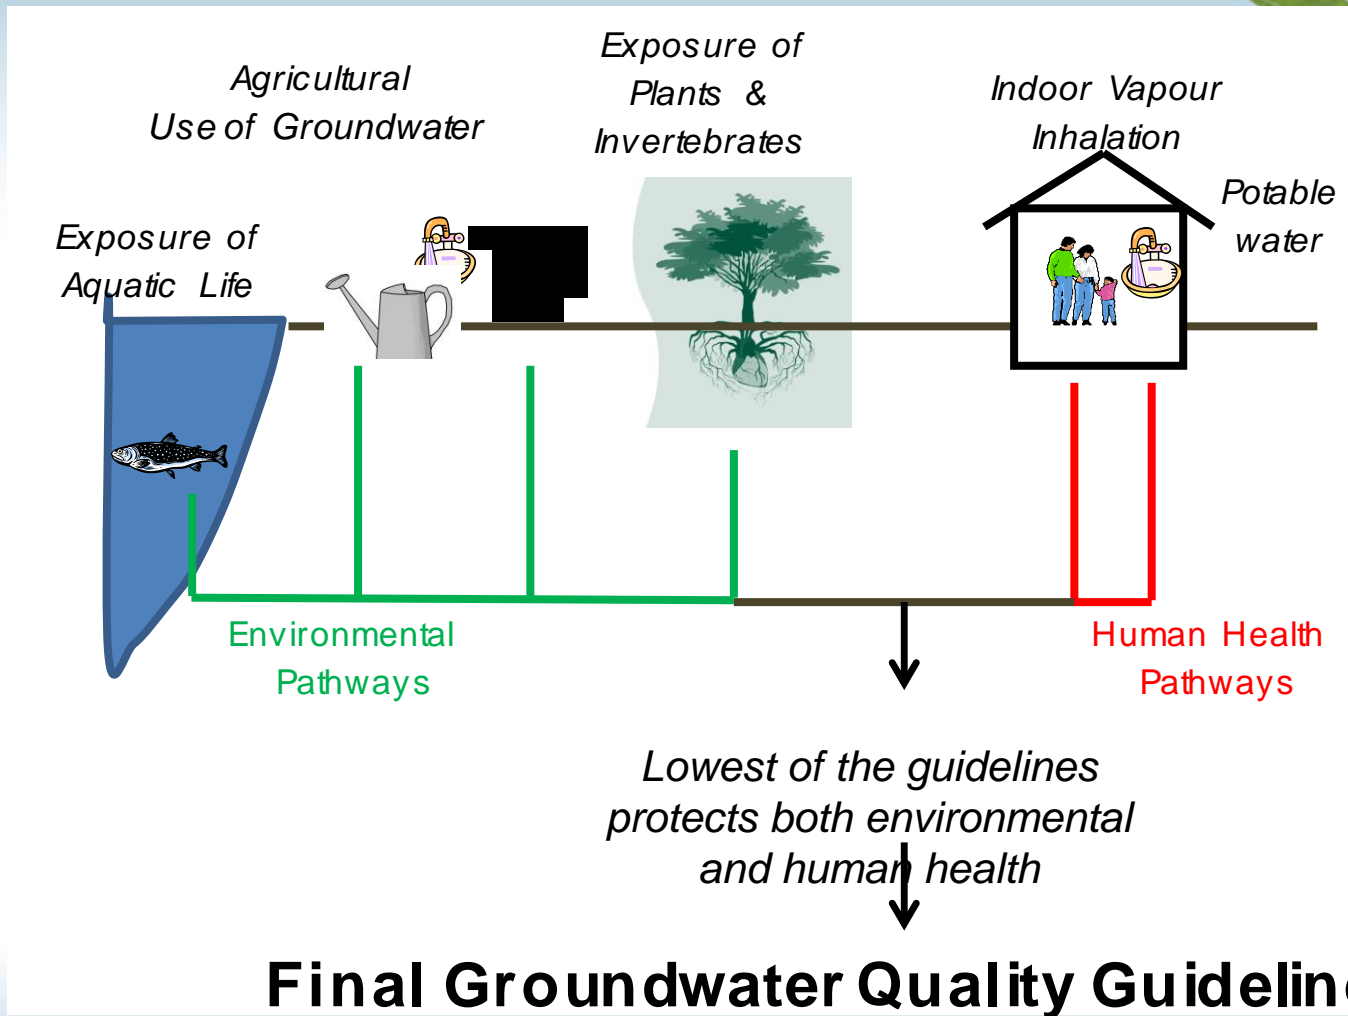 Agricultural
Use of Groundwater
Exposure of
Plants &
Invertebrates
Indoor Vapour
Inhalation
Potable
water
Exposure of
Aquatic Life
Environmental
Pathways
Human Health
Pathways
Lowest of the guidelines
protects both environmental
and human health
Final Groundwater Quality Guideline